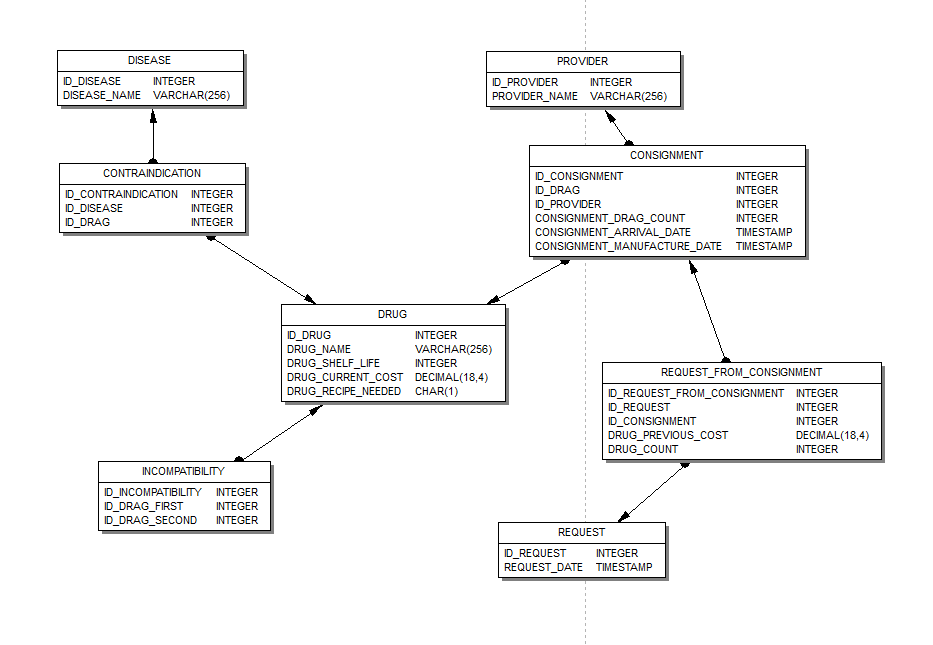 DISEASE
ID_DISEASE INTEGER
DISEASE_NAME VARCHAR(256)
PROVIDER
ID_PROVIDER INTEGER
PROVIDER_NAME VARCHAR(256)
CONTRAINDICATION
ID_CONTRAINDICATION INTEGER
ID_DISEASE INTEGER
ID_DRAG INTEGER
CONSIGNMENT
ID_CONSIGNMENT INTEGER
ID_DRAG INTEGER
ID_PROVIDER INTEGER
CONSIGNMENT_DRAG_COUNT INTEGER
CONSIGNMENT_ARRIVAL_DATE TIMESTAMP
CONSIGNMENT_MANUFACTURE_DATE TIMESTAMP
DRUG
ID_DRUG INTEGER
DRUG_NAME VARCHAR(256)
DRUG_SHELF_LIFE INTEGER
DRUG_CURRENT_COST DECIMAL(18,4)
DRUG_RECIPE_NEEDED CHAR(1)
REQUEST_FROM_CONSIGNMENT
ID_REQUEST_FROM_CONSIGNMENT INTEGER
ID_REQUEST INTEGER
ID_CONSIGNMENT INTEGER
DRUG_PREVIOUS_COST DECIMAL(18,4)
DRUG_COUNT INTEGER
INCOMPATIBILITY
ID_INCOMPATIBILITY INTEGER
ID_DRAG_FIRST INTEGER
ID_DRAG_SECOND INTEGER
REQUEST
ID_REQUEST INTEGER
REQUEST_DATE TIMESTAMP